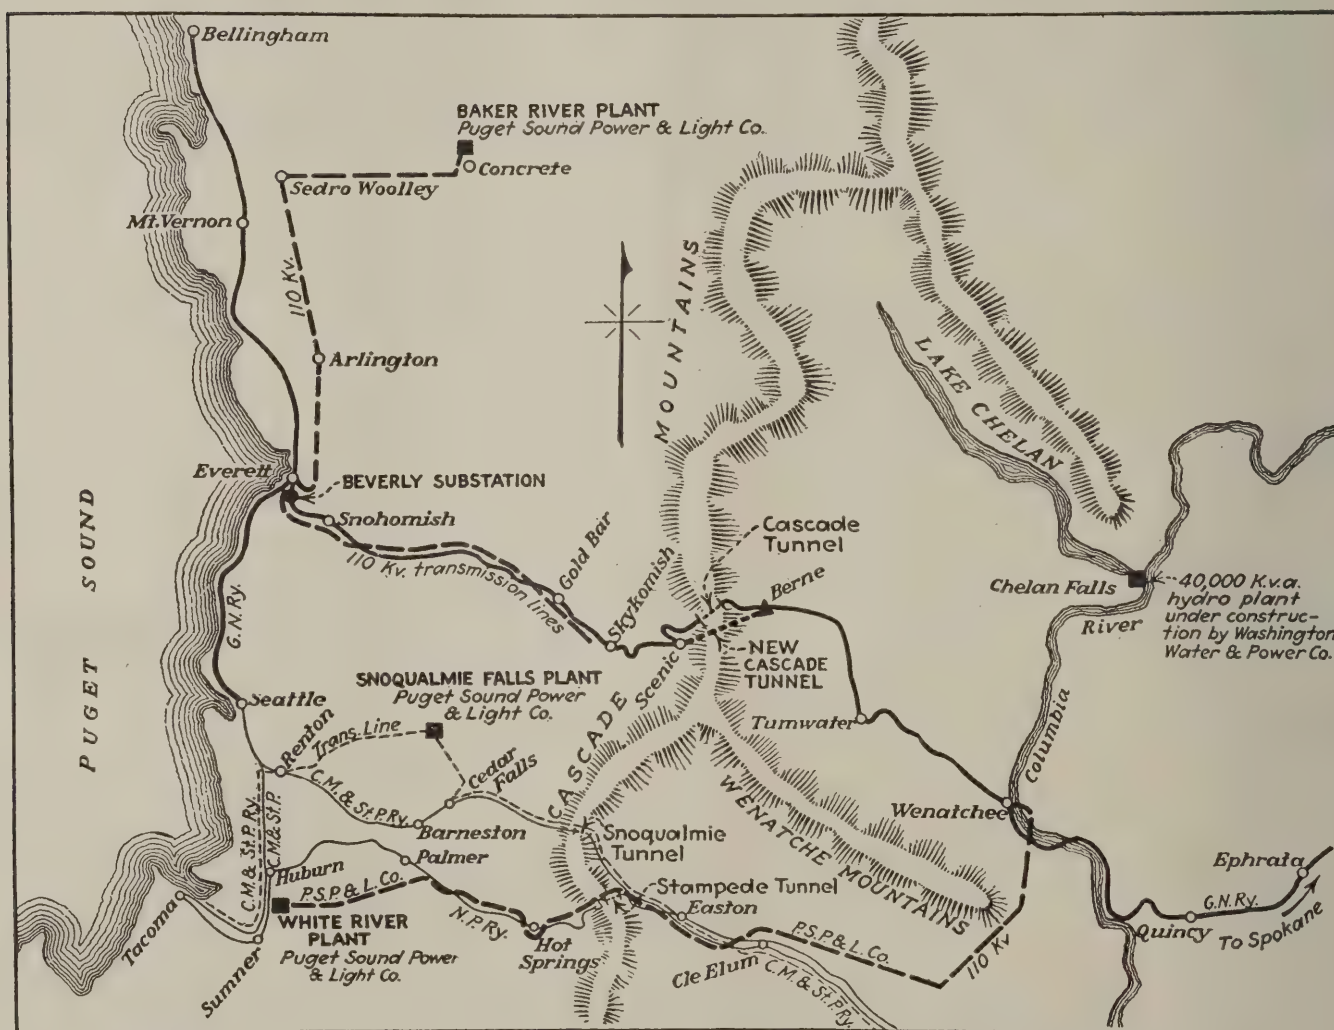 Bellingham
BAKER RIVER PLANT
Puget Sound Power & Light Co.
Concrete
Sedro Woolley
Mt. Vernon
110 Kv.
Arlington
MOUNTAINS
LAKE CHELAN
Everett
BEVERLY SUBSTATION
Snohomish
110 Kv. transmission lines
Gold Bar
Skykomish
Cascade
Tunnel
Berne
Chelan Falls
40,000 K.v.a.
hydro plant
under construc-
tion by Washington
Water & Power Co.
River
PUGET SOUND
G.N.Ry.
NEW
CASCADE
TUNNEL
Scenic
SNOQUALMIE FALLS PLANT
Puget Sound Power
& Light Co.
Seattle
Renton
Trans. Line
Cedar
Falls
CASCADE
Tumwater
Columbia
C.M.& St.P.Ry.
Barneston
Snoqualmie
Tunnel
WENATCHE MOUNTAINS
Wenatchee
C.M.& St.P. Ry.
C.M.& St.P.
Huburn
Palmer
Stampede Tunnel
Easton
Ephrata
P.S.P.& L. Co.
N.P. Ry.
Tacoma
WHITE RIVER
PLANT
Puget Sound Power
& Light Co.
Sumner
Hot
Springs
Cle Elum
P.S.P.& L. Co.
C.M.& St.P.Ry.
110 Kv
Quincy
G.N.Ry.
To Spokane